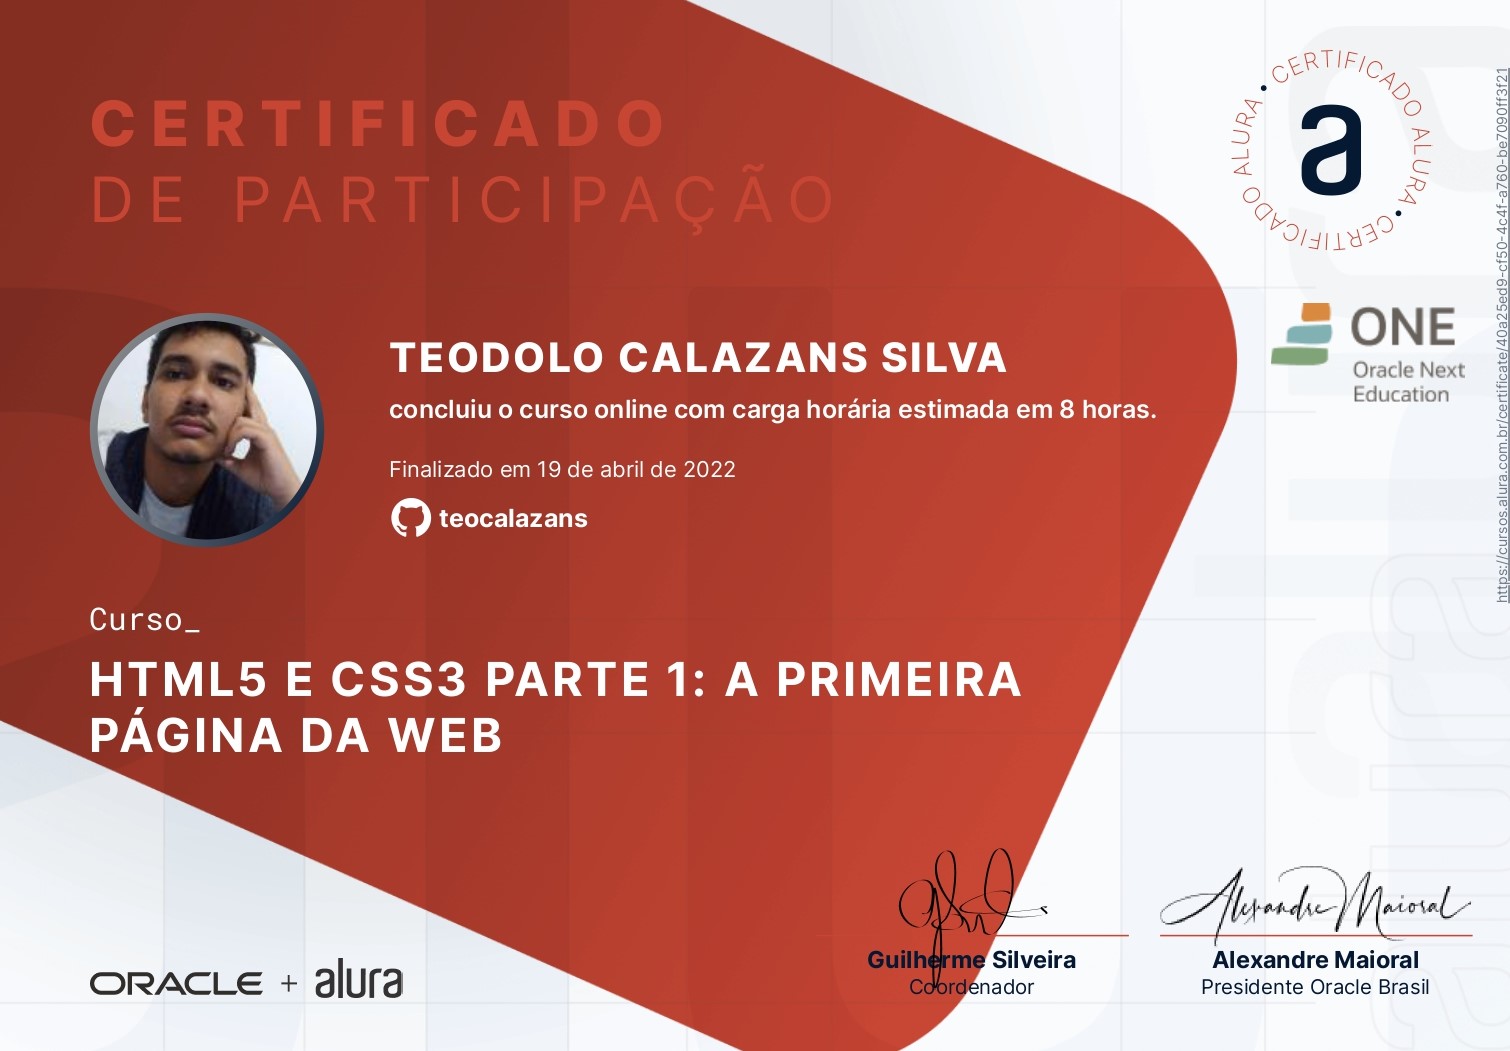 CERTIFICADO
DE PARTICIPAÇÃO
CERTIFICADO ALURA • CERTIFICADO ALURA •
a
ONE
Oracle Next
Education
TEODOLO CALAZANS SILVA
concluiu o curso online com carga horária estimada em 8 horas.
Finalizado em 19 de abril de 2022
teocalazans
Curso_
HTML5 E CSS3 PARTE 1: A PRIMEIRA
PÁGINA DA WEB
ORACLE + alura
Alexandre Maioral
Guilherme Silveira
Coordenador
Alexandre Maioral
Presidente Oracle Brasil
https://cursos.alura.com.br/certificate/40a25ed9-cf50-4c4f-a760-be7090ff3f21